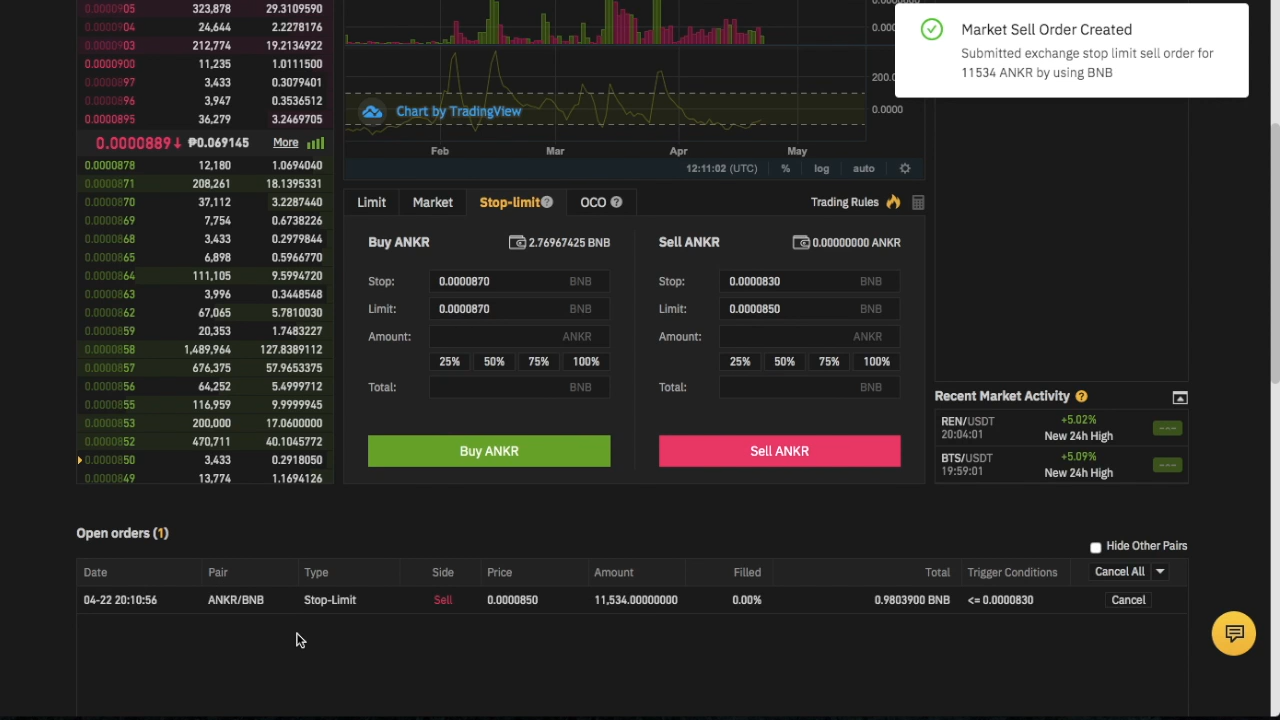 0.0000905 323,878 29.3109590
0.0000904 24,644 2.2278176
0.0000903 212,774 19.2134922
0.0000900 11,235 1.0111500
0.0000897 3,433 0.3079401
0.0000896 3,947 0.3536512
0.0000895 36,279 3.2469705
0.0000889↓ ₱0.069145 More
0.0000878 12,180 1.0694040
0.0000871 208,261 18.1395331
0.0000870 37,112 3.2287440
0.0000869 7,754 0.6738226
0.0000868 3,433 0.2979844
0.0000865 6,898 0.5966770
0.0000864 111,105 9.5994720
0.0000863 3,996 0.3448548
0.0000862 67,065 5.7810030
0.0000859 20,353 1.7483227
0.0000858 1,489,964 127.8389112
0.0000857 676,375 57.9653375
0.0000856 64,252 5.4999712
0.0000855 116,959 9.9999945
0.0000853 200,000 17.0600000
0.0000852 470,711 40.1045772
0.0000850 3,433 0.2918050
0.0000849 13,774 1.1694126
200.0
0.0000
Chart by TradingView
Feb Mar Apr May
12:11:02 (UTC) % log auto
Market Sell Order Created
Submitted exchange stop limit sell order for
11534 ANKR by using BNB
Limit Market Stop-limit OCO Trading Rules
Buy ANKR 2.76967425 BNB
Stop: 0.0000870 BNB
Limit: 0.0000870 BNB
Amount: ANKR
25% 50% 75% 100%
Total: BNB
Buy ANKR
Sell ANKR 0.00000000 ANKR
Stop: 0.0000830 BNB
Limit: 0.0000850 BNB
Amount: ANKR
25% 50% 75% 100%
Total: BNB
Sell ANKR
Recent Market Activity
REN/USDT +5.02% ---
20:04:01 New 24h High
BTS/USDT +5.09% ---
19:59:01 New 24h High
Open orders (1)
Hide Other Pairs
Date Pair Type Side Price Amount Filled Total Trigger Conditions Cancel All
04-22 20:10:56 ANKR/BNB Stop-Limit Sell 0.0000850 11,534.00000000 0.00% 0.9803900 BNB <= 0.0000830 Cancel